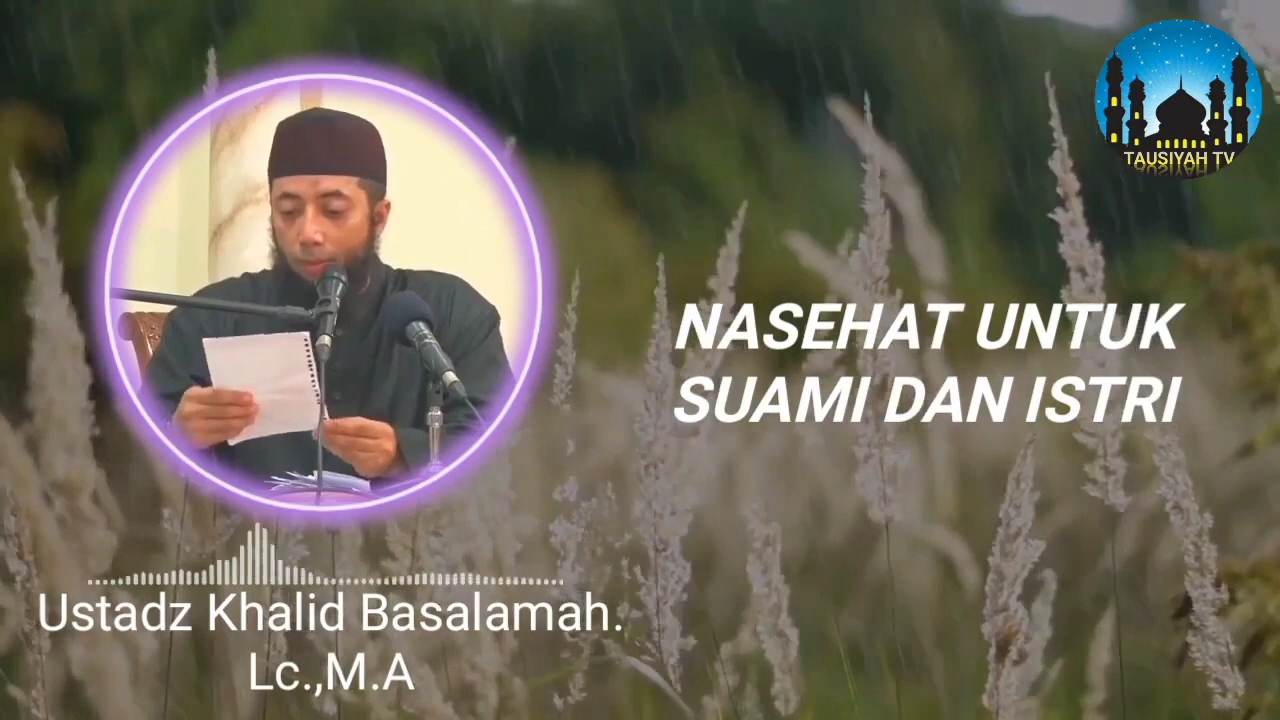 TAUSIYAH TV
NASEHAT UNTUK
SUAMI DAN ISTRI
Ustadz Khalid Basalamah.
Lc.,M.A